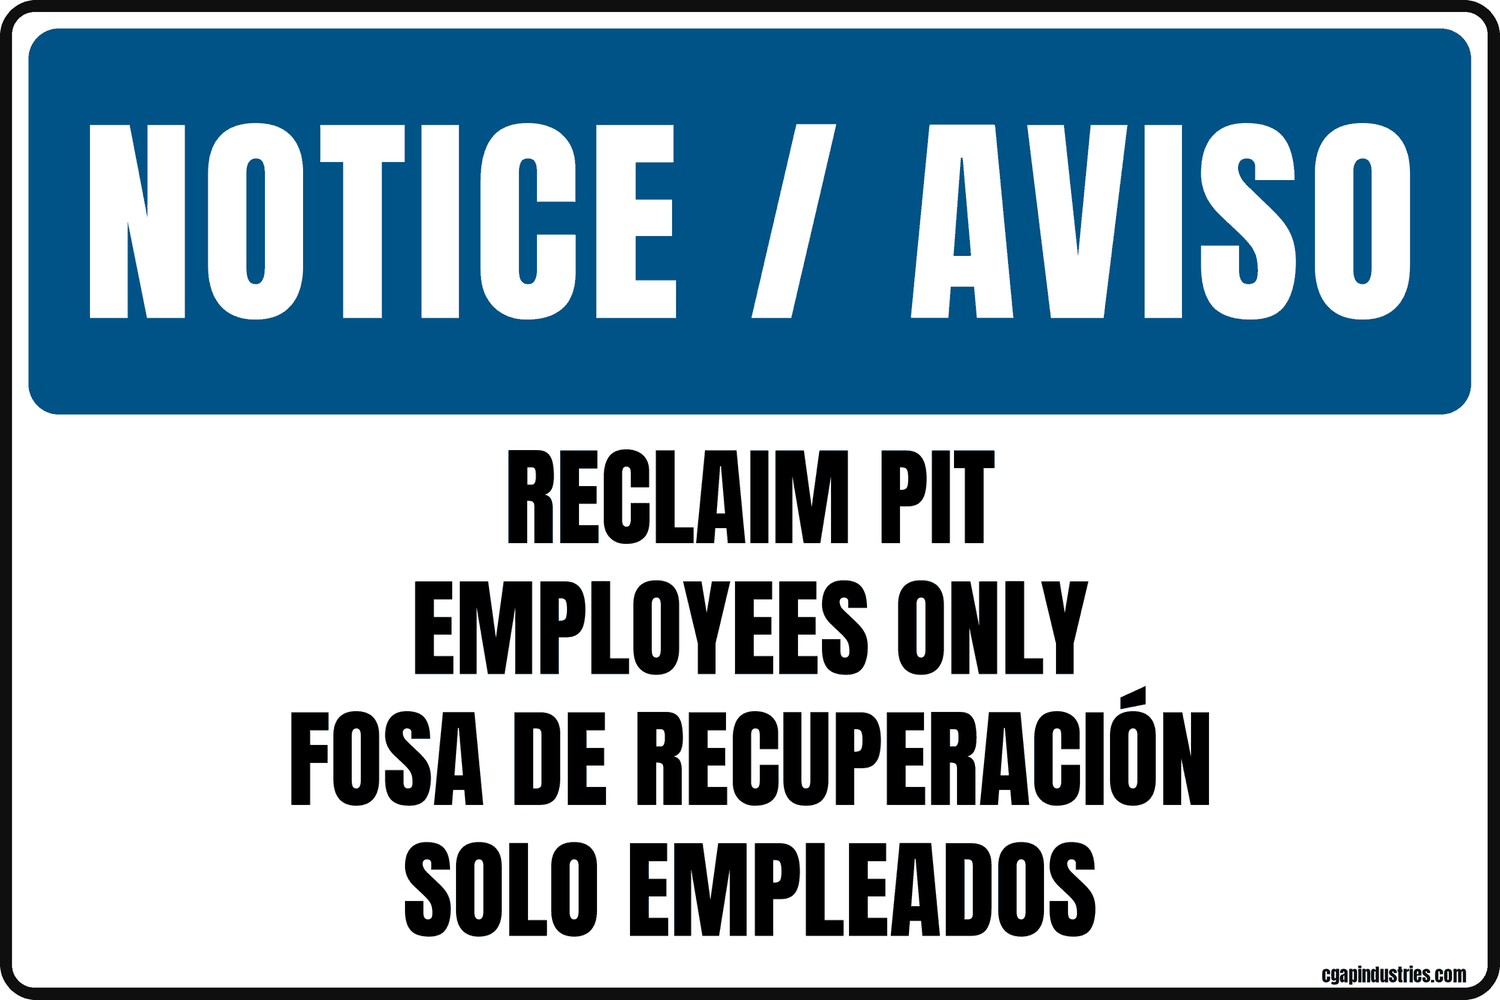 NOTICE / AVISO
RECLAIM PIT
EMPLOYEES ONLY
FOSA DE RECUPERACIÓN
SOLO EMPLEADOS
cgapindustries.com